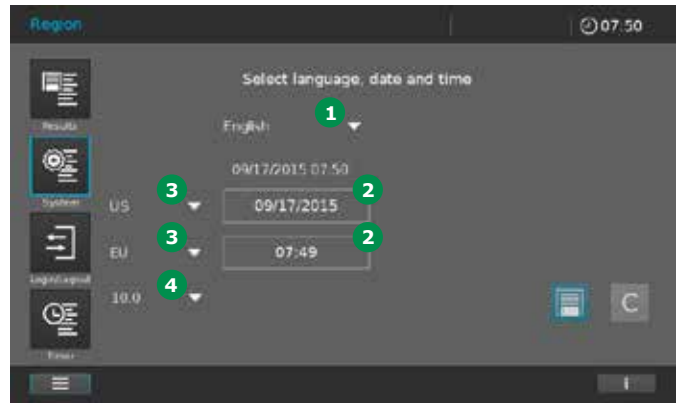 Region
07.50
Select language, date and time
1
English
Results
09/17/2015 07.50
3
2
System
US
09/17/2015
3
2
EU
07:49
Login/Logout
4
10.0
C
Timer
i